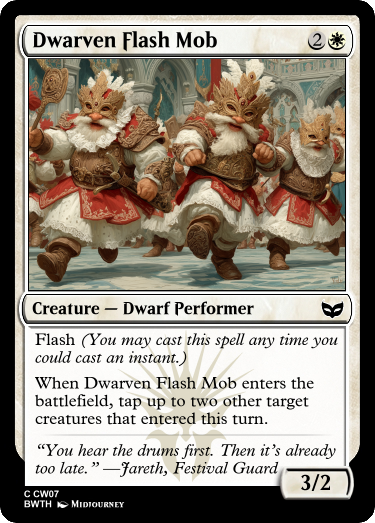 Dwarven Flash Mob 2
Creature — Dwarf Performer
Flash (You may cast this spell any time you
could cast an instant.)
When Dwarven Flash Mob enters the
battlefield, tap up to two other target
creatures that entered this turn.
“You hear the drums first. Then it's already
too late.” —Jareth, Festival Guard
3/2
C CW07
BWTH Midjourney